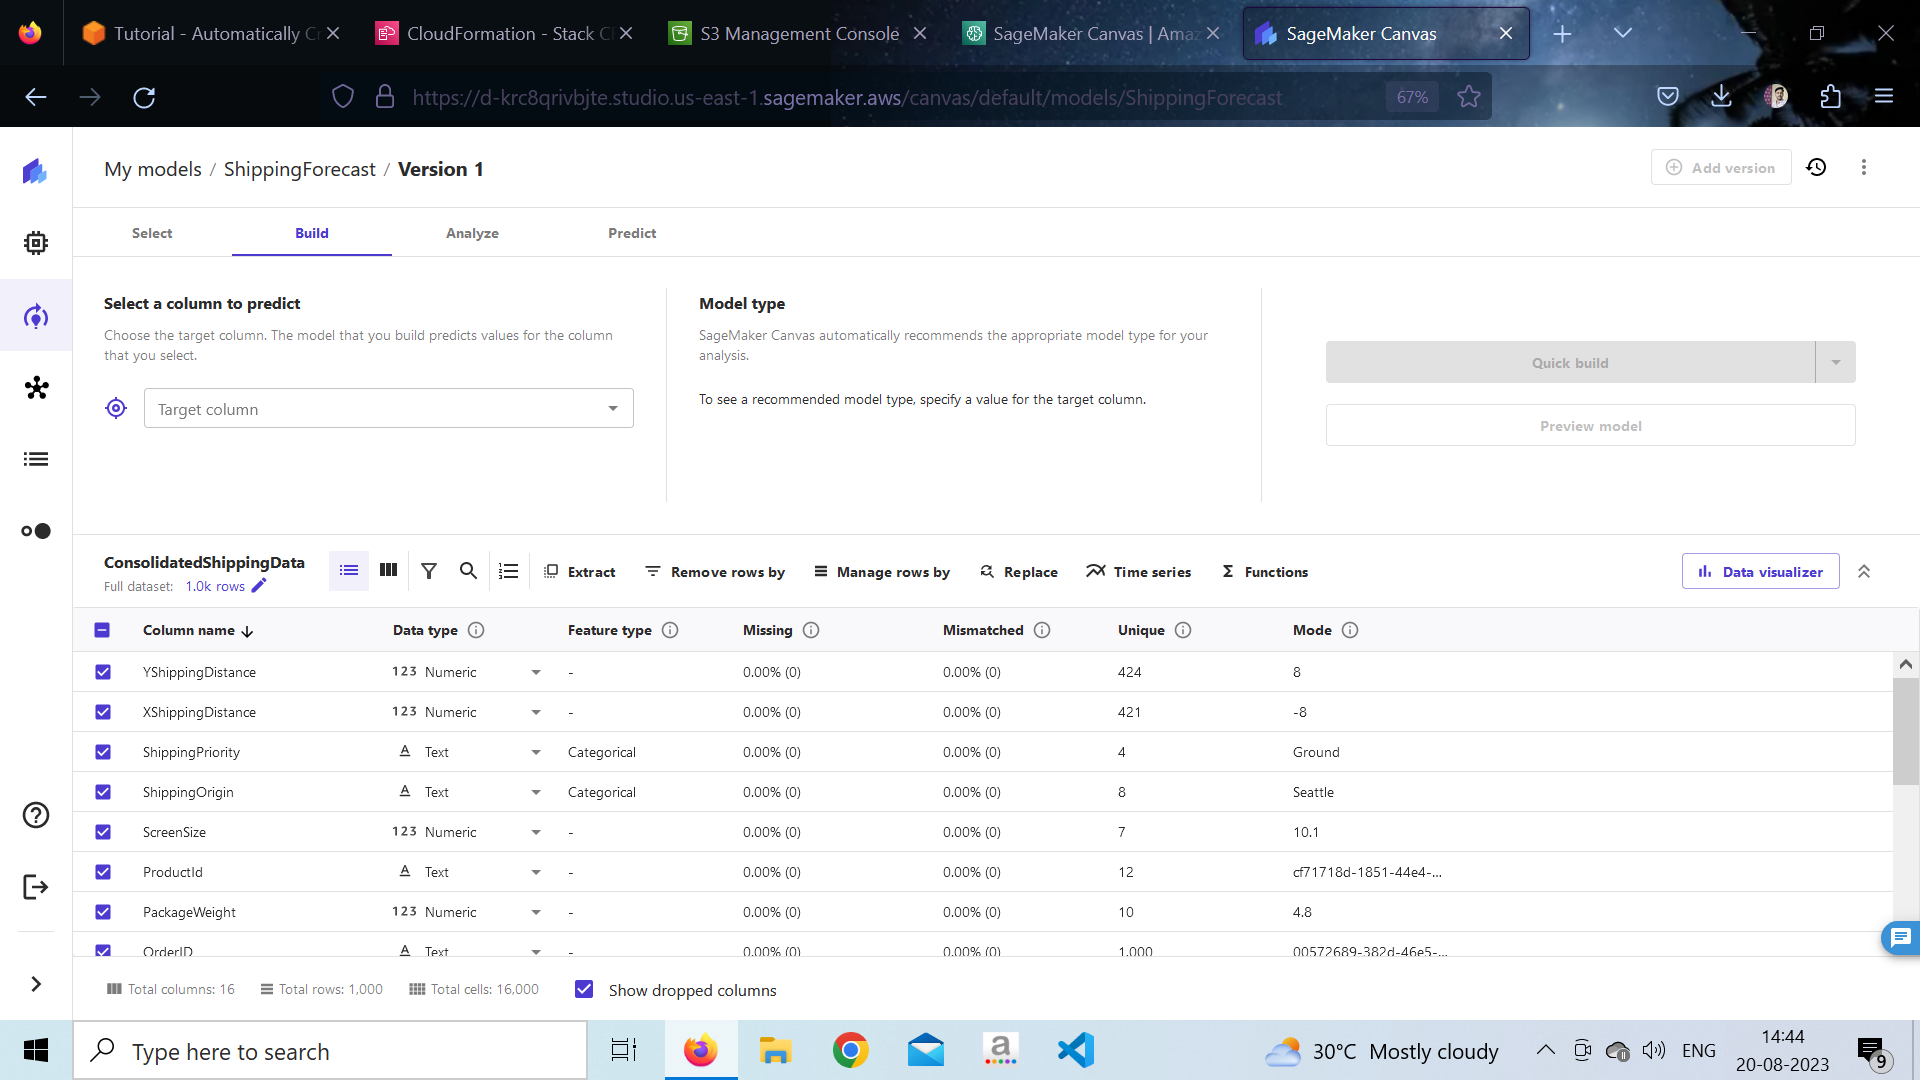 Tutorial - Automatically Cr
CloudFormation - Stack C
S3 Management Console
SageMaker Canvas | Amaz
SageMaker Canvas
https://d-krc8qrivbjte.studio.us-east-1.sagemaker.aws/canvas/default/models/ShippingForecast
67%
My models / ShippingForecast / Version 1
Add version
Select
Build
Analyze
Predict
Select a column to predict
Choose the target column. The model that you build predicts values for the column
that you select.
Target column
Model type
SageMaker Canvas automatically recommends the appropriate model type for your
analysis.
To see a recommended model type, specify a value for the target column.
Quick build
Preview model
ConsolidatedShippingData
Full dataset: 1.0k rows
Extract
Remove rows by
Manage rows by
Replace
Time series
Functions
Data visualizer
Column name Data type Feature type Missing Mismatched Unique Mode
YShippingDistance 123 Numeric - 0.00% (0) 0.00% (0) 424 8
XShippingDistance 123 Numeric - 0.00% (0) 0.00% (0) 421 -8
ShippingPriority A Text Categorical 0.00% (0) 0.00% (0) 4 Ground
ShippingOrigin A Text Categorical 0.00% (0) 0.00% (0) 8 Seattle
ScreenSize 123 Numeric - 0.00% (0) 0.00% (0) 7 10.1
ProductId A Text - 0.00% (0) 0.00% (0) 12 cf71718d-1851-44e4-...
PackageWeight 123 Numeric - 0.00% (0) 0.00% (0) 10 4.8
OrderID A Text - 0.00% (0) 0.00% (0) 1,000 00572689-382d-46e5-...
Total columns: 16
Total rows: 1,000
Total cells: 16,000
Show dropped columns
Type here to search
a
30°C Mostly cloudy
ENG
14:44
20-08-2023
9